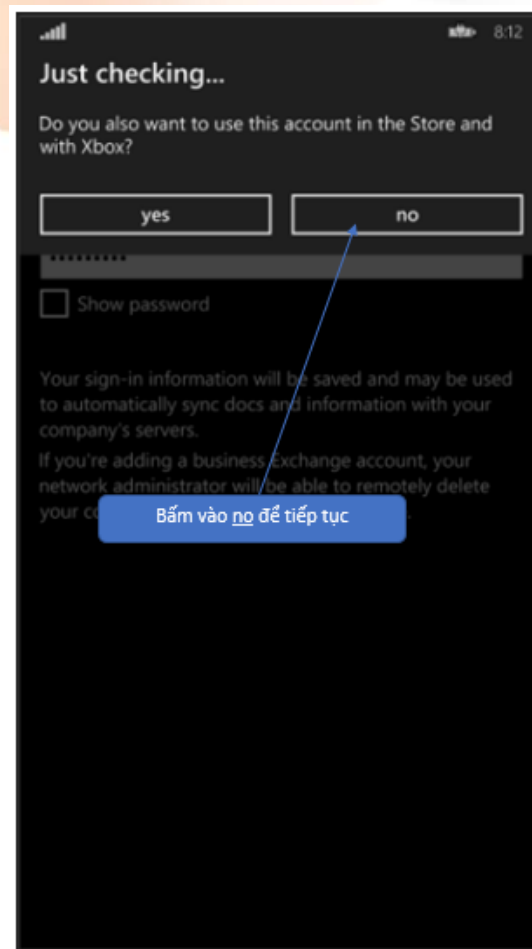 8:12
Just checking...
Do you also want to use this account in the Store and
with Xbox?
yes no
Show password
Your sign-in information will be saved and may be used
to automatically sync docs and information with your
company's servers.
If you're adding a business Exchange account, your
network administrator will be able to remotely delete
your
Bấm vào no để tiếp tục